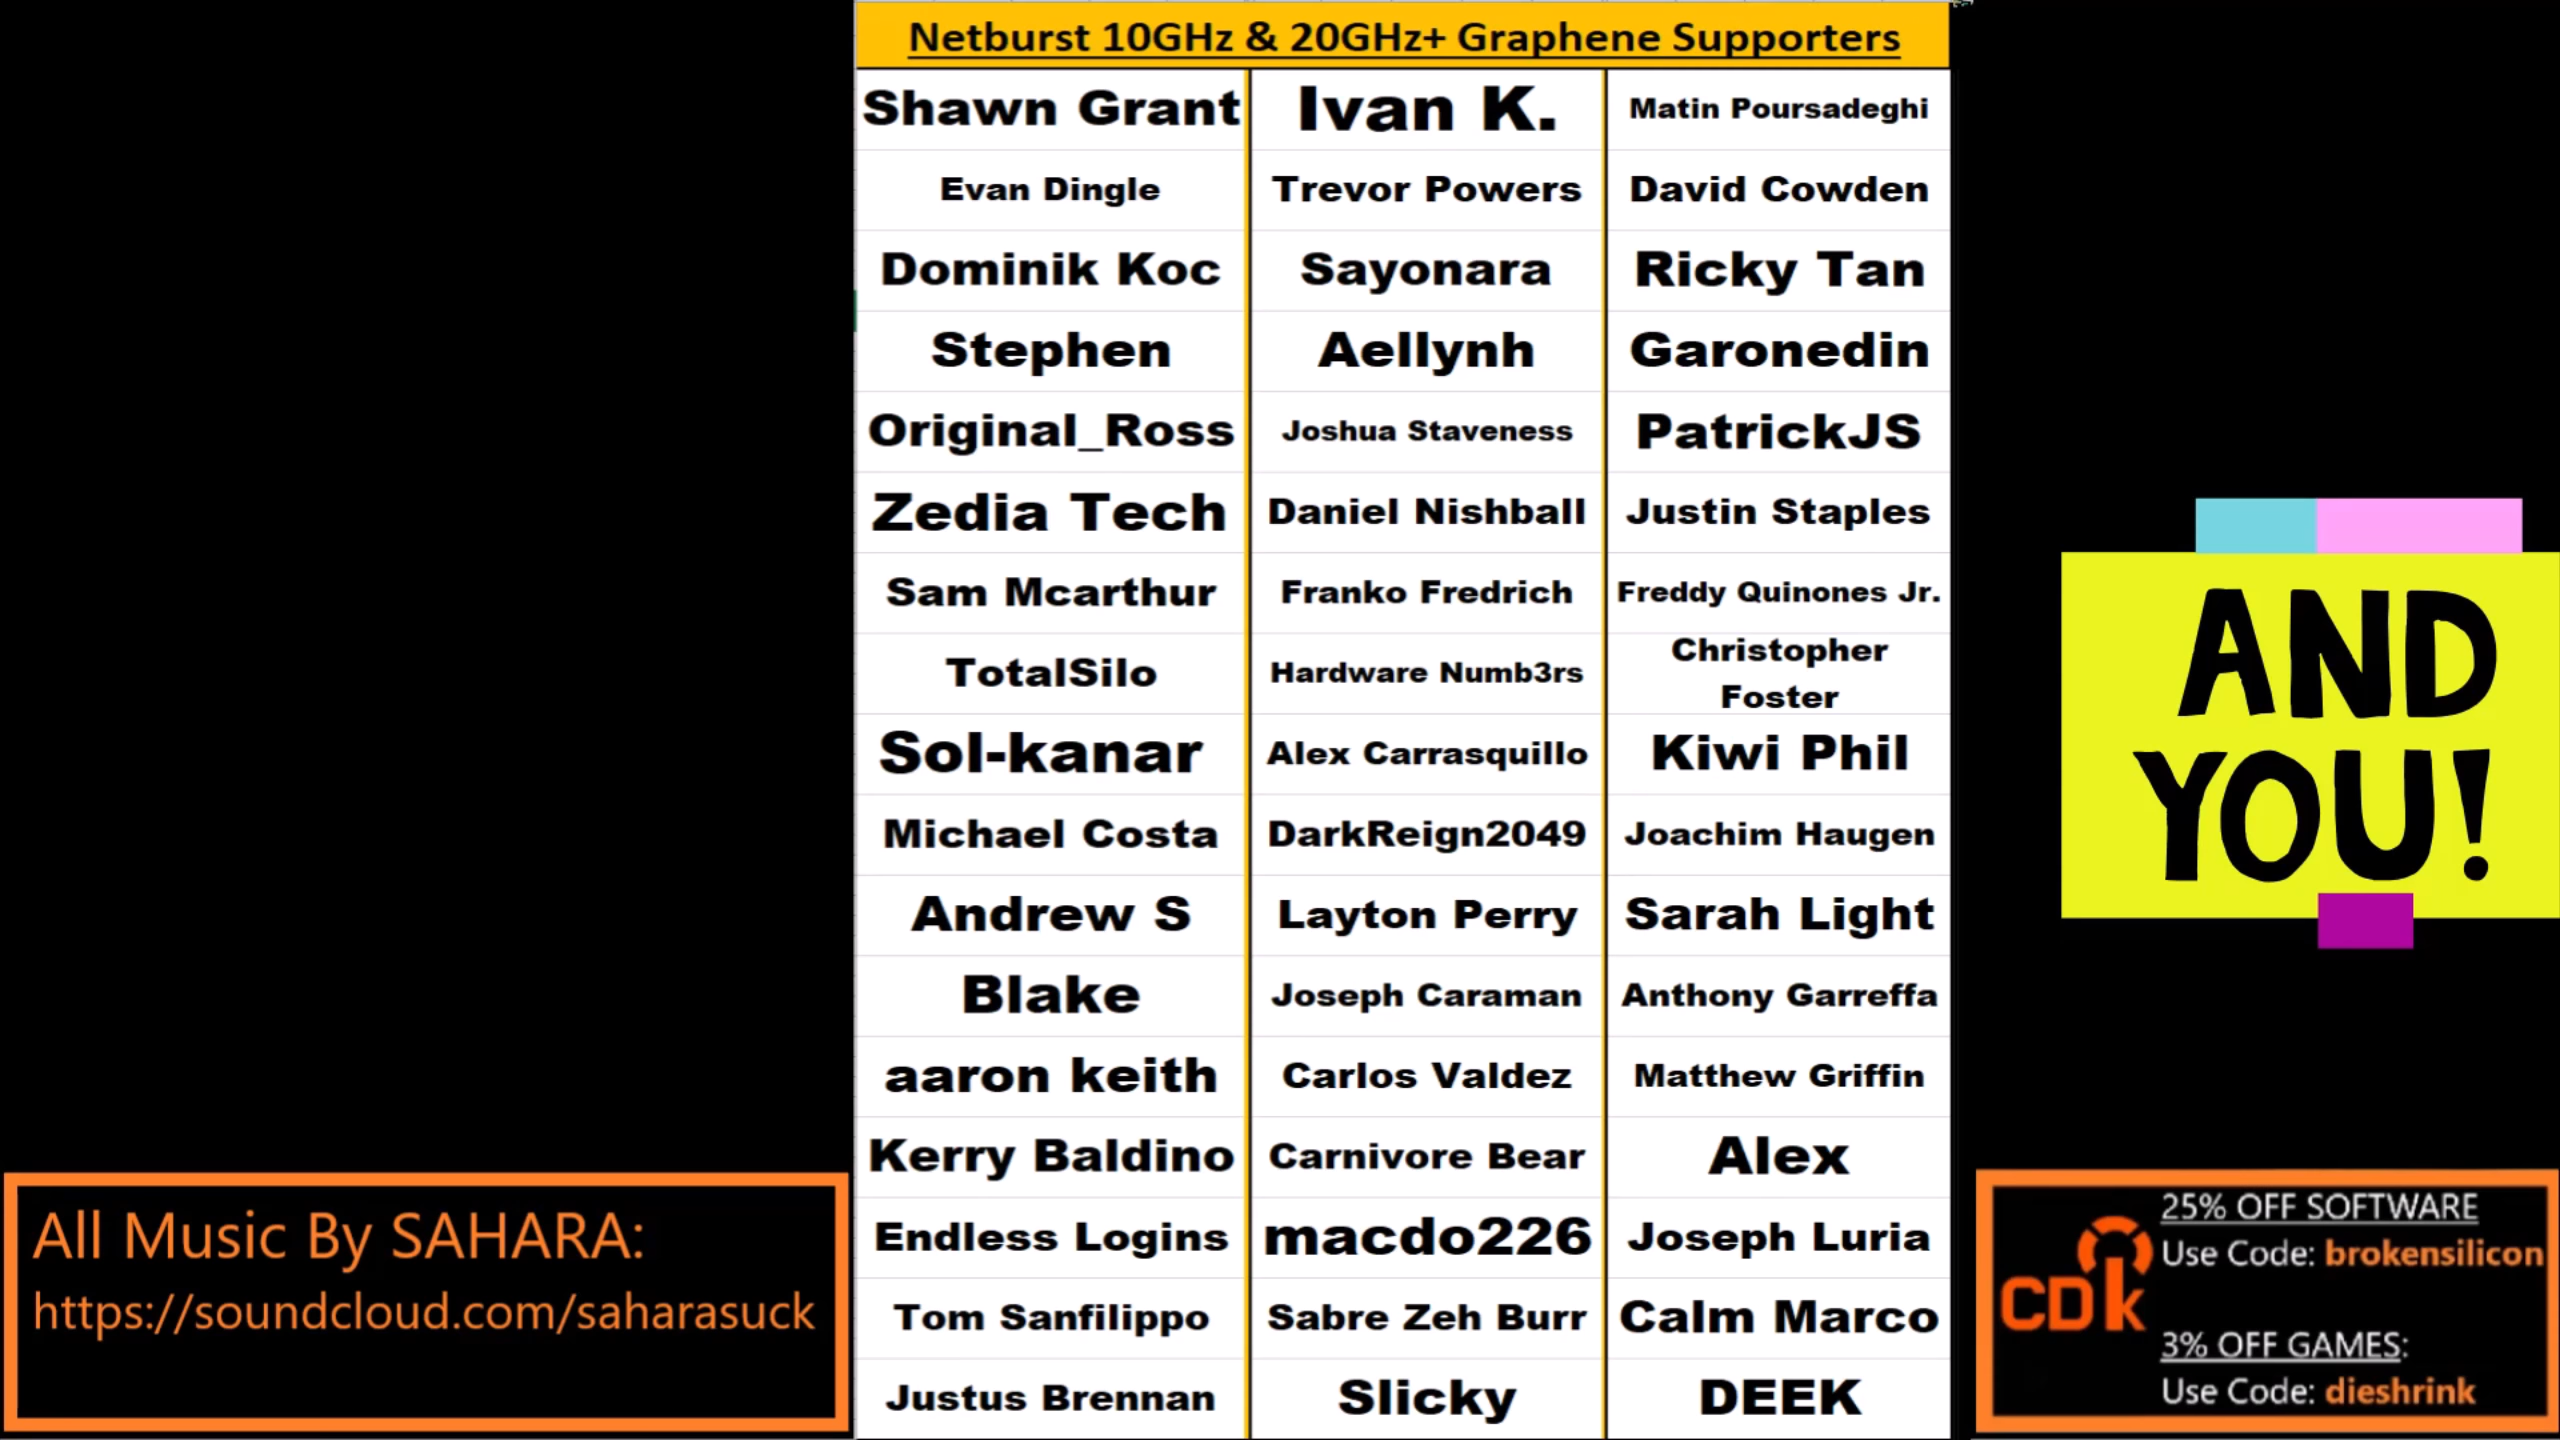 Netburst 10GHz & 20GHz+ Graphene Supporters
Shawn Grant Ivan K. Matin Poursadeghi
Evan Dingle Trevor Powers David Cowden
Dominik Koc Sayonara Ricky Tan
Stephen Aellynh Garonedin
Original_Ross Joshua Staveness PatrickJS
Zedia Tech Daniel Nishball Justin Staples
Sam Mcarthur Franko Fredrich Freddy Quinones Jr.
TotalSilo Hardware Numb3rs Christopher
Foster
Sol-kanar Alex Carrasquillo Kiwi Phil
Michael Costa DarkReign2049 Joachim Haugen
Andrew S Layton Perry Sarah Light
Blake Joseph Caraman Anthony Garreffa
aaron keith Carlos Valdez Matthew Griffin
Kerry Baldino Carnivore Bear Alex
Endless Logins macdo226 Joseph Luria
Tom Sanfilippo Sabre Zeh Burr Calm Marco
Justus Brennan Slicky DEEK
AND
YOU!
All Music By SAHARA:
https://soundcloud.com/saharasuck
CDk
25% OFF SOFTWARE
Use Code: brokensilicon
3% OFF GAMES:
Use Code: dieshrink